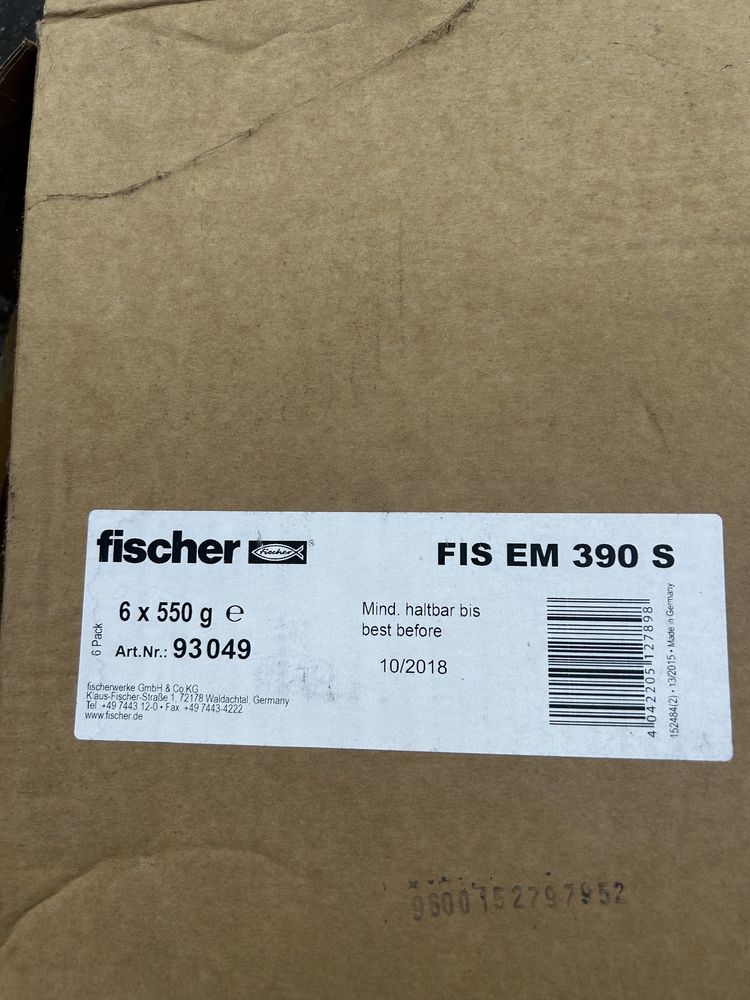 fischer fischer ®
FIS EM 390 S
6 Pack
6 x 550 g ℮
Art.Nr.: 93049
Mind. haltbar bis
best before
10/2018
fischerwerke GmbH & Co.KG
Klaus-Fischer-Straße 1, 72178 Waldachtal, Germany
Tel. +49 7443 12-0 • Fax +49 7443-4222
www.fischer.de
4 042205 127898
152484(2) • 13/2015 • Made in Germany
9600152797952